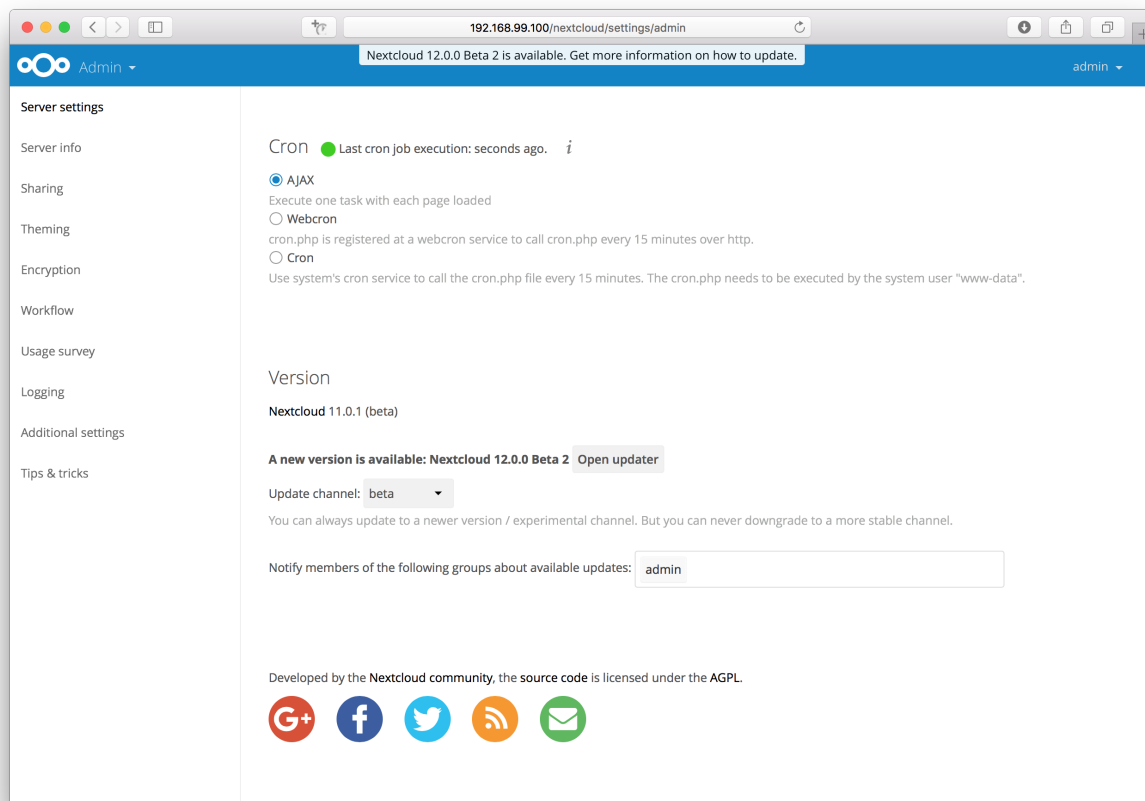 192.168.99.100/nextcloud/settings/admin
Nextcloud 12.0.0 Beta 2 is available. Get more information on how to update.
Admin
admin
Server settings
Server info
Sharing
Theming
Encryption
Workflow
Usage survey
Logging
Additional settings
Tips & tricks
Cron Last cron job execution: seconds ago. i
AJAX
Execute one task with each page loaded
Webcron
cron.php is registered at a webcron service to call cron.php every 15 minutes over http.
Cron
Use system's cron service to call the cron.php file every 15 minutes. The cron.php needs to be executed by the system user "www-data".
Version
Nextcloud 11.0.1 (beta)
A new version is available: Nextcloud 12.0.0 Beta 2 Open updater
Update channel: beta
You can always update to a newer version / experimental channel. But you can never downgrade to a more stable channel.
Notify members of the following groups about available updates: admin
Developed by the Nextcloud community, the source code is licensed under the AGPL.
G+ f